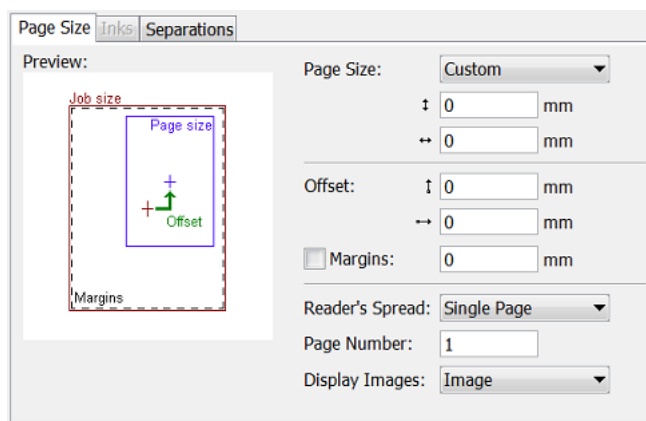 Page Size Inks Separations
Preview:
Job size
Page size
Offset
Margins
Page Size: Custom
0 mm
0 mm
Offset: 0 mm
0 mm
Margins: 0 mm
Reader's Spread: Single Page
Page Number: 1
Display Images: Image